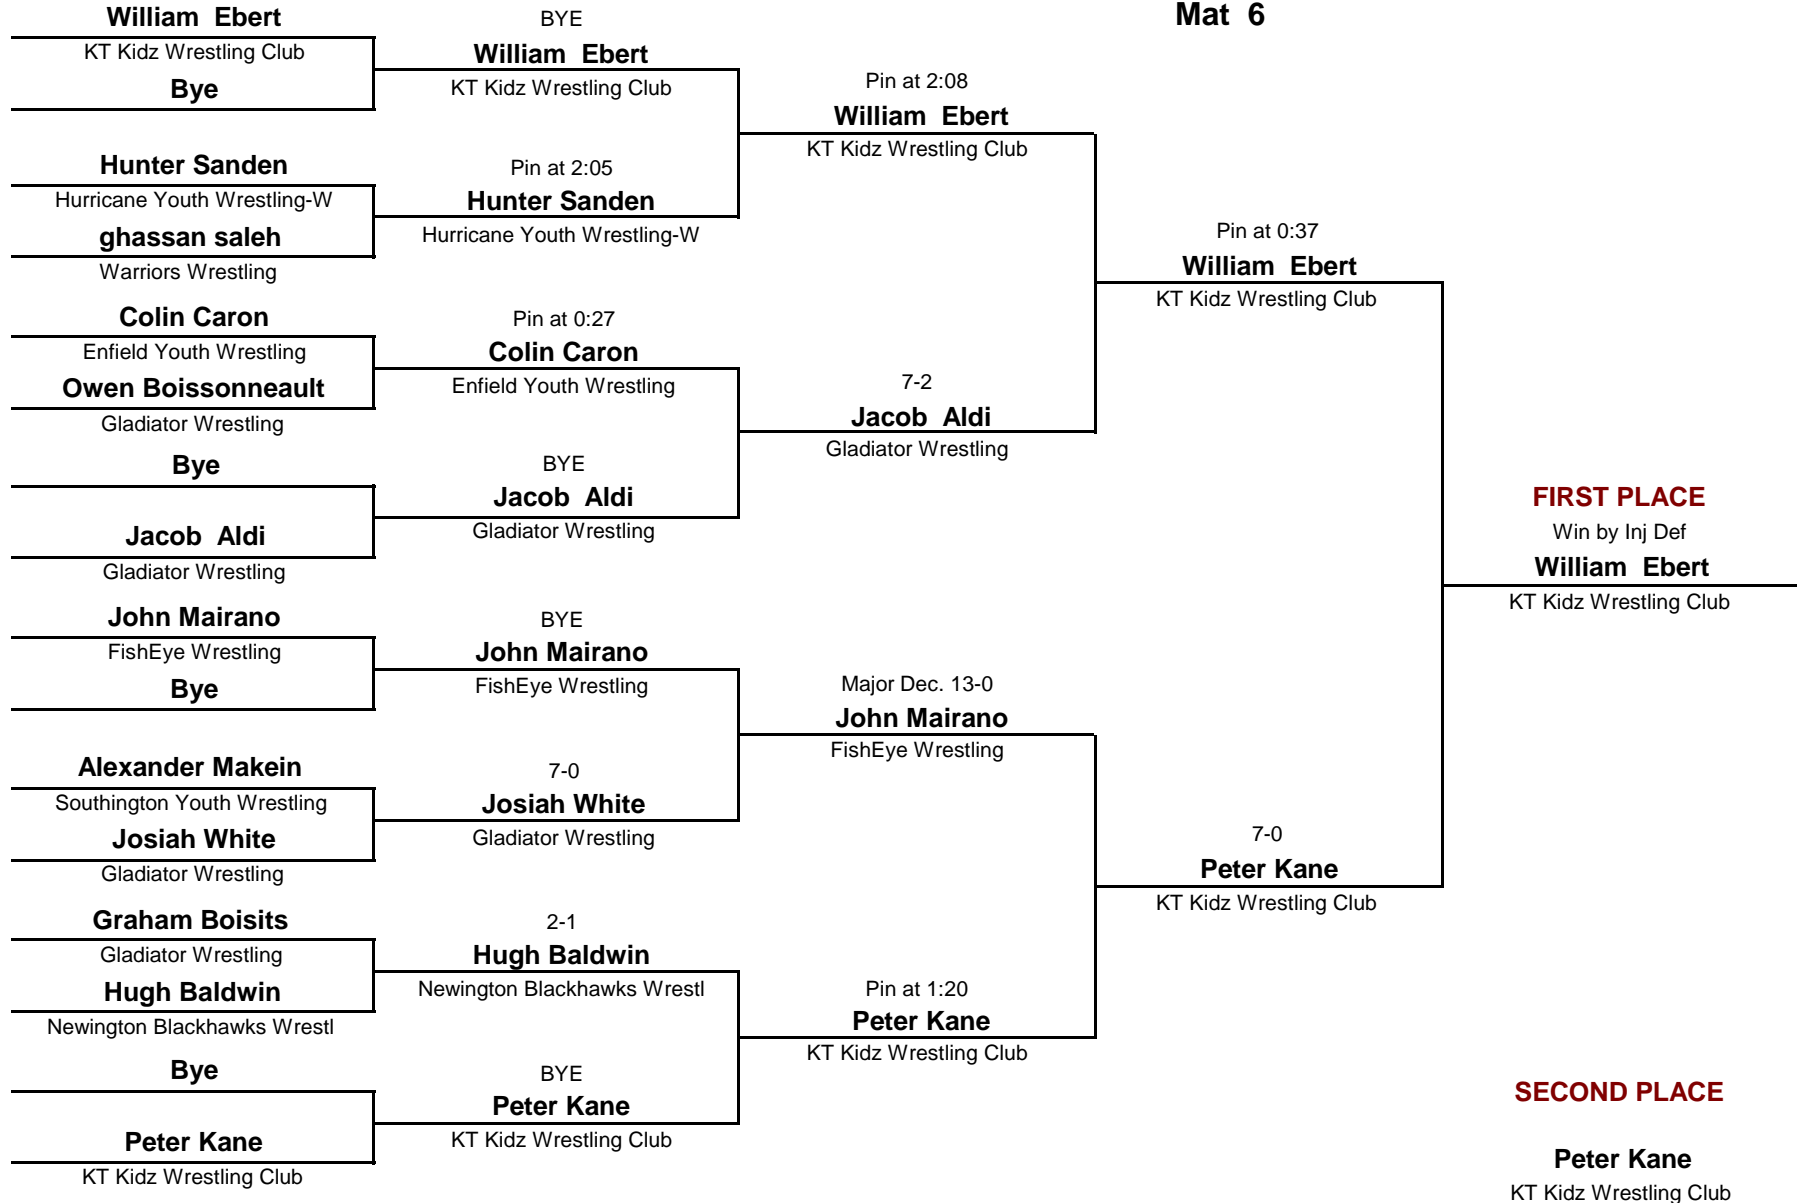 Mat 6
William Ebert
KT Kidz Wrestling Club
Bye
Hunter Sanden
Hurricane Youth Wrestling-W
ghassan saleh
Warriors Wrestling
Colin Caron
Enfield Youth Wrestling
Owen Boissonneault
Gladiator Wrestling
Bye
Jacob Aldi
Gladiator Wrestling
John Mairano
FishEye Wrestling
Bye
Alexander Makein
Southington Youth Wrestling
Josiah White
Gladiator Wrestling
Graham Boisits
Gladiator Wrestling
Hugh Baldwin
Newington Blackhawks Wrestl
Bye
Peter Kane
KT Kidz Wrestling Club
BYE
William Ebert
KT Kidz Wrestling Club
Pin at 2:05
Hunter Sanden
Hurricane Youth Wrestling-W
Pin at 0:27
Colin Caron
Enfield Youth Wrestling
BYE
Jacob Aldi
Gladiator Wrestling
BYE
John Mairano
FishEye Wrestling
7-0
Josiah White
Gladiator Wrestling
2-1
Hugh Baldwin
Newington Blackhawks Wrestl
BYE
Peter Kane
KT Kidz Wrestling Club
Pin at 2:08
William Ebert
KT Kidz Wrestling Club
7-2
Jacob Aldi
Gladiator Wrestling
Major Dec. 13-0
John Mairano
FishEye Wrestling
Pin at 1:20
Peter Kane
KT Kidz Wrestling Club
Pin at 0:37
William Ebert
KT Kidz Wrestling Club
7-0
Peter Kane
KT Kidz Wrestling Club
FIRST PLACE
Win by Inj Def
William Ebert
KT Kidz Wrestling Club
SECOND PLACE
Peter Kane
KT Kidz Wrestling Club